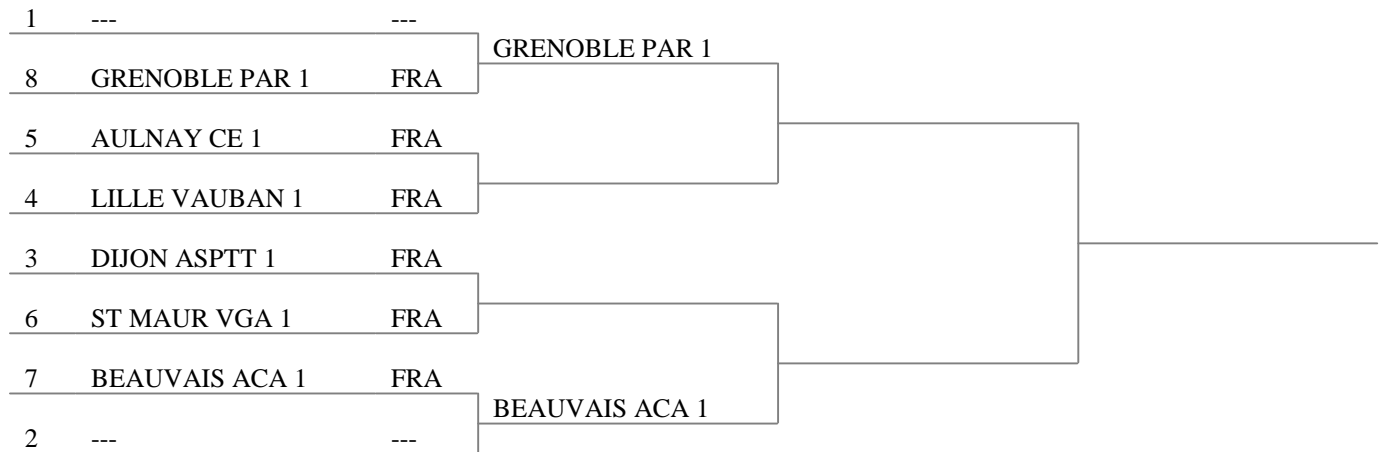 1 --- ---
GRENOBLE PAR 1
8 GRENOBLE PAR 1 FRA
5 AULNAY CE 1 FRA
4 LILLE VAUBAN 1 FRA
3 DIJON ASPTT 1 FRA
6 ST MAUR VGA 1 FRA
7 BEAUVAIS ACA 1 FRA
BEAUVAIS ACA 1
2 --- ---